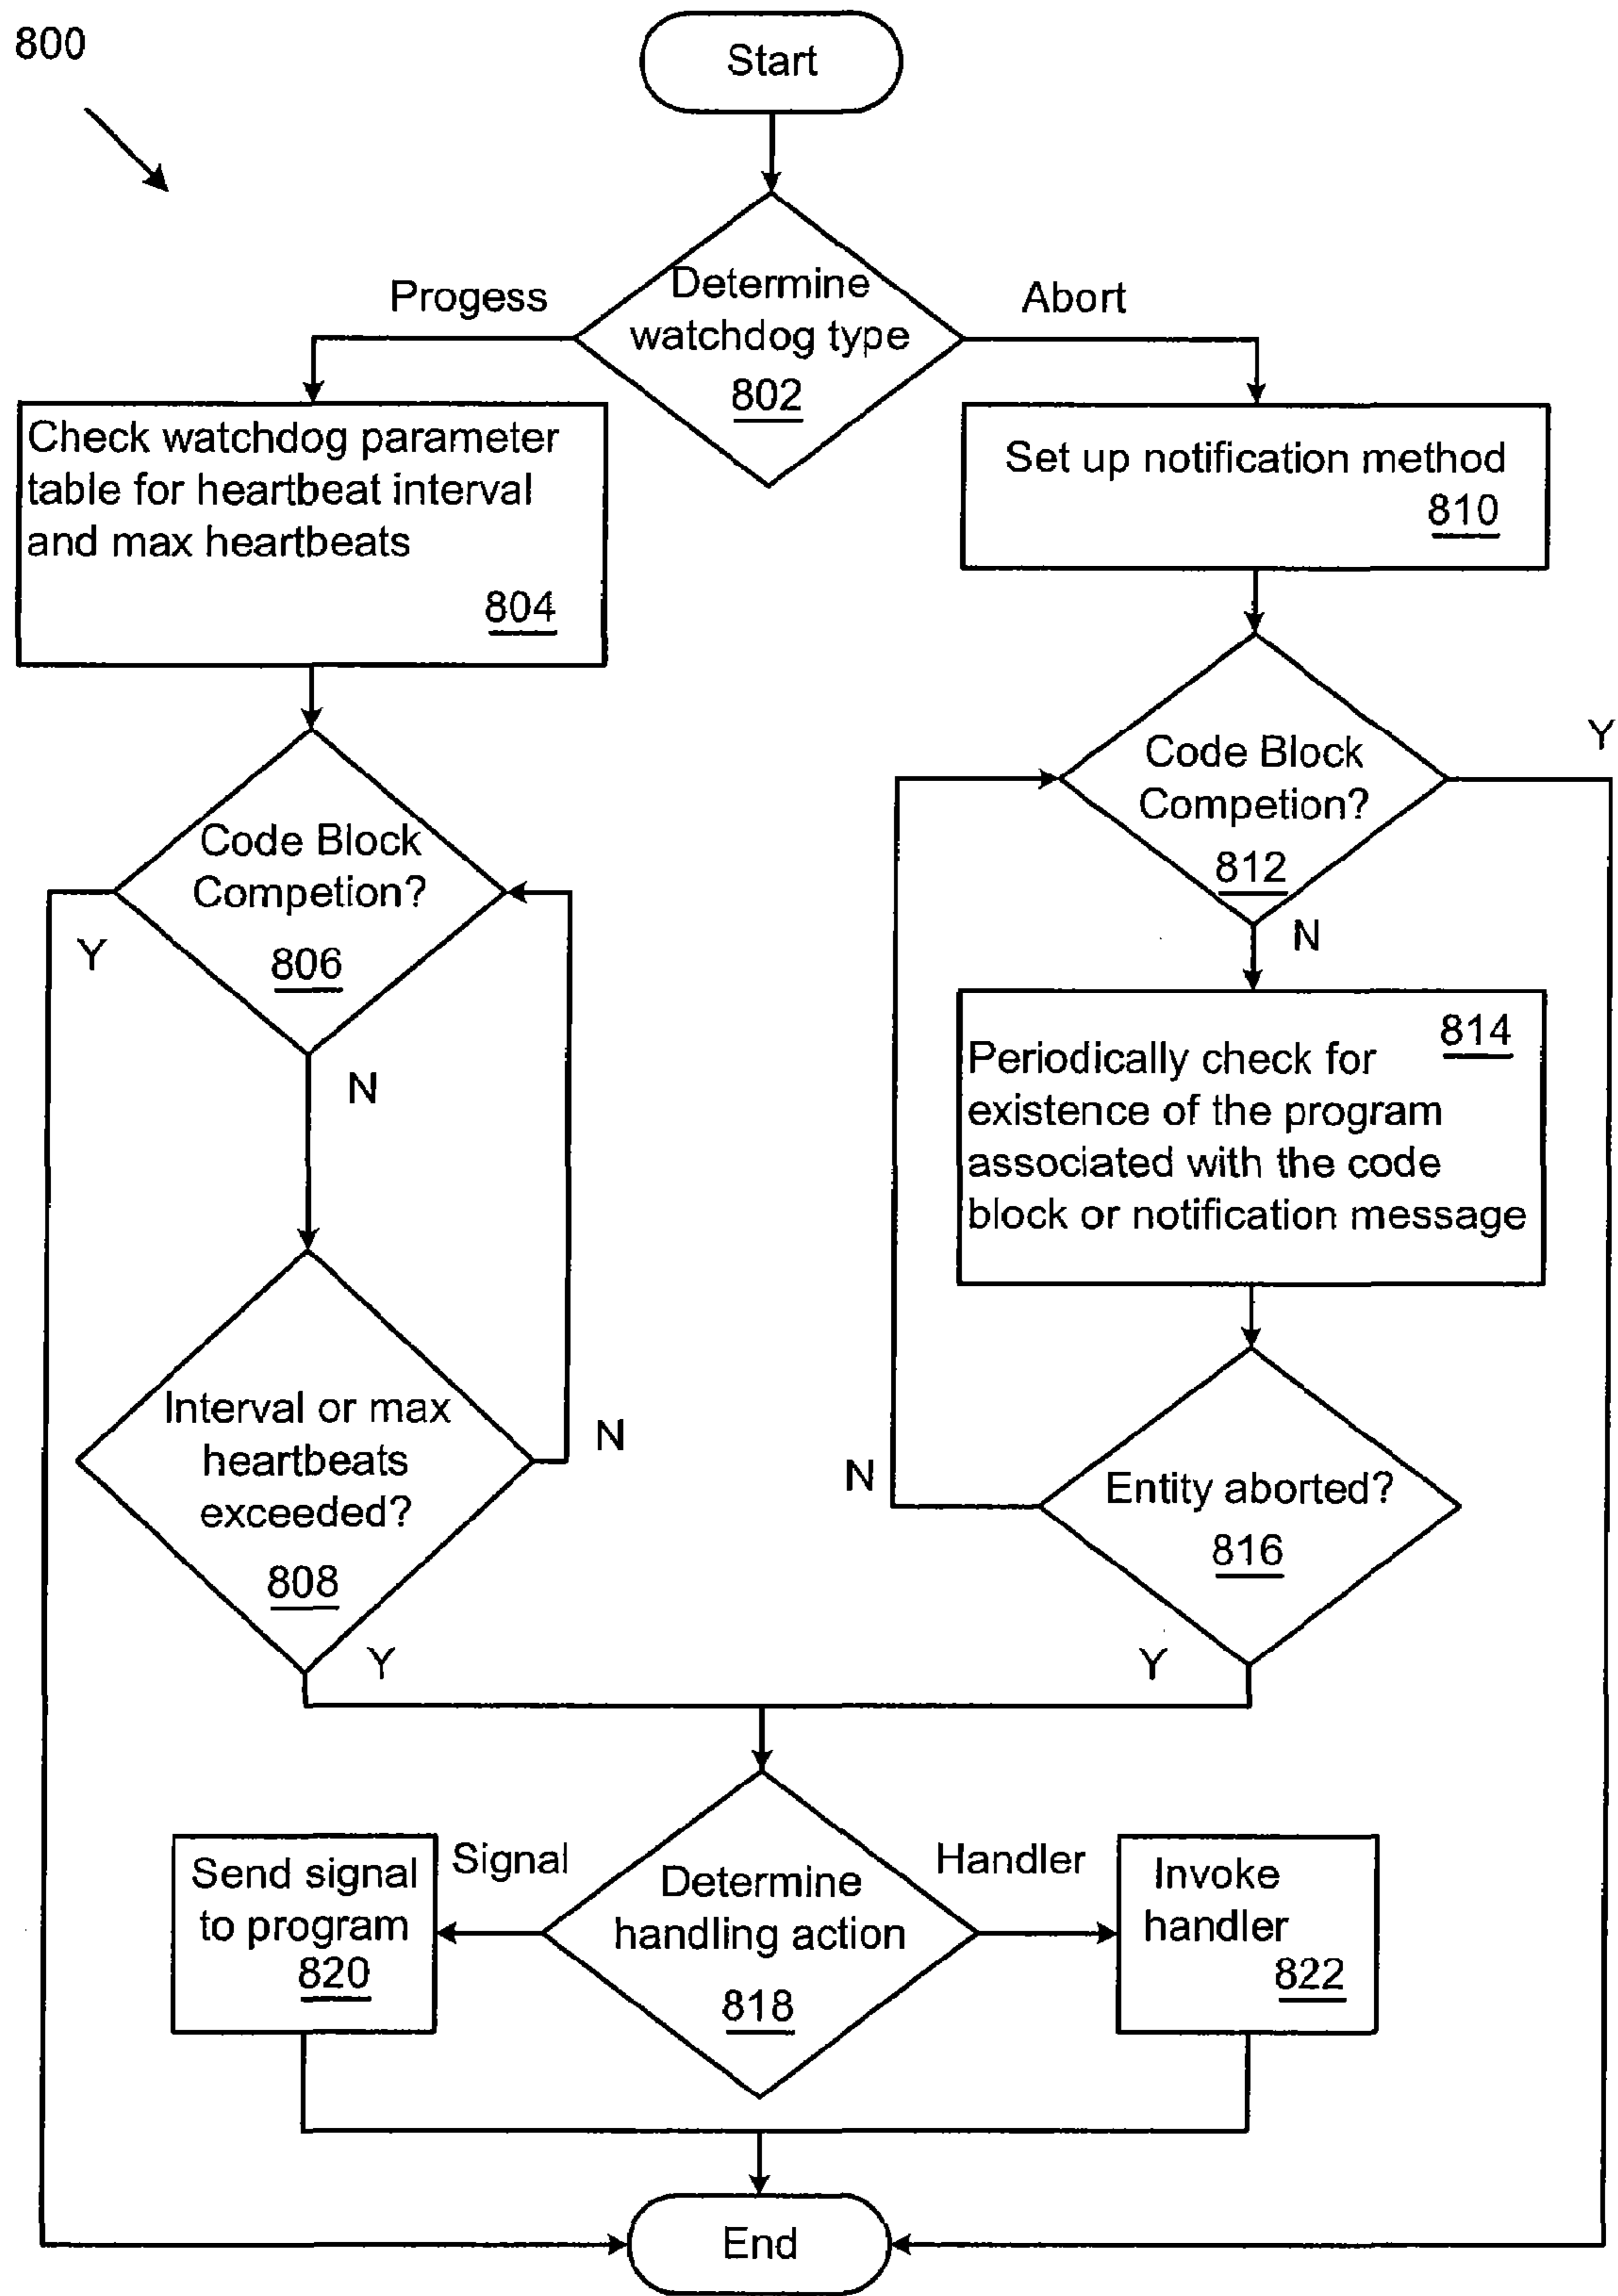 800
Start
Progess
Determine
watchdog type
802
Abort
Check watchdog parameter
table for heartbeat interval
and max heartbeats
804
Set up notification method
810
Code Block
Competion?
806
Y
N
Code Block
Competion?
812
Y
N
814
Periodically check for
existence of the program
associated with the code
block or notification message
Interval or max
heartbeats
exceeded?
808
N
Y
Entity aborted?
816
N
Y
Determine
handling action
818
Signal
Handler
Send signal
to program
820
Invoke
handler
822
End